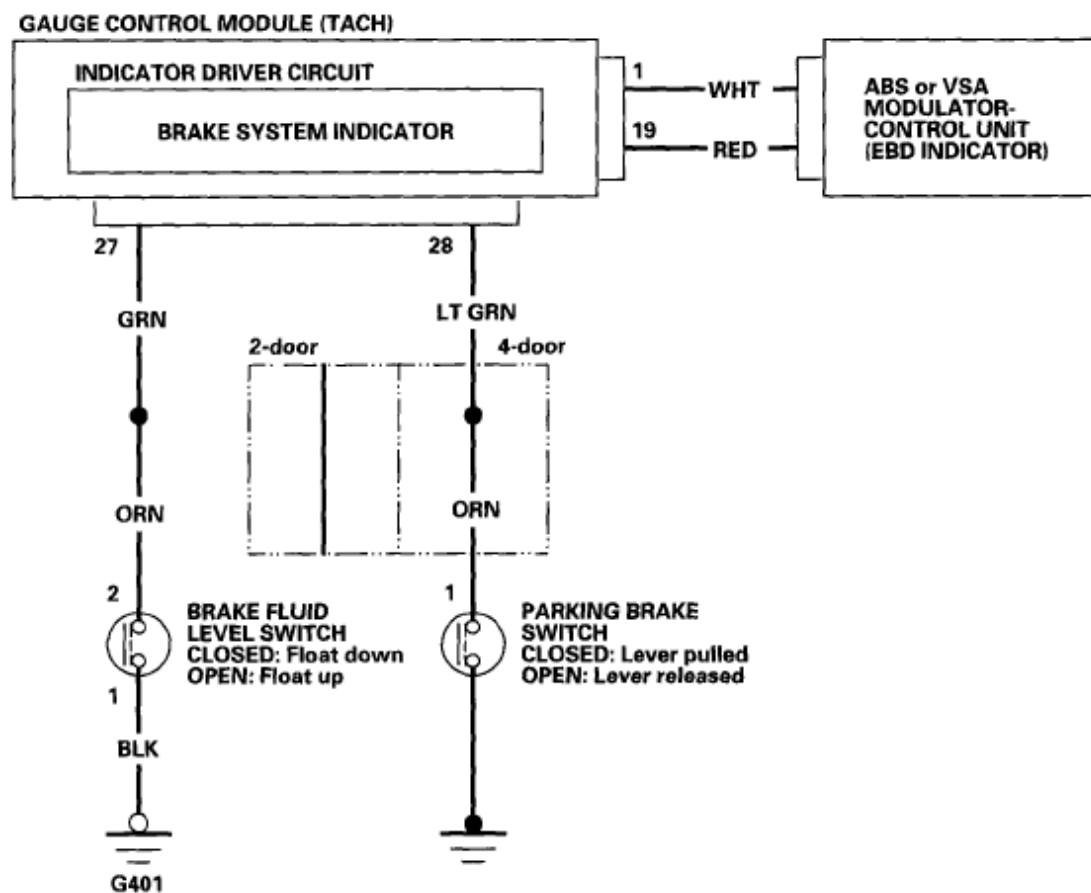 GAUGE CONTROL MODULE (TACH)
INDICATOR DRIVER CIRCUIT
BRAKE SYSTEM INDICATOR
1
WHT
19
RED
ABS or VSA
MODULATOR-
CONTROL UNIT
(EBD INDICATOR)
27
28
GRN
LT GRN
2-door
4-door
ORN
ORN
2
BRAKE FLUID
LEVEL SWITCH
CLOSED: Float down
OPEN: Float up
1
1
PARKING BRAKE
SWITCH
CLOSED: Lever pulled
OPEN: Lever released
BLK
G401